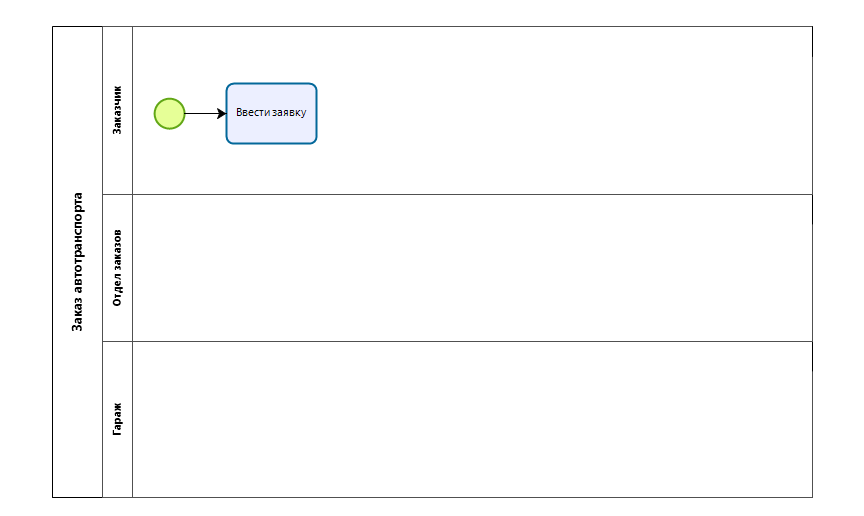 Заказ автотранспорта
Заказчик
Ввести заявку
Отдел заказов
Гараж